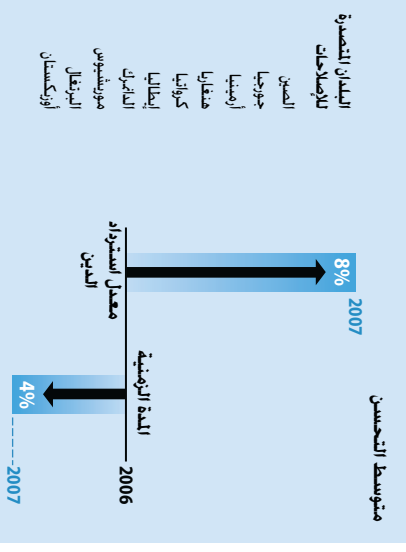 البلدان المتصدرة
للإصلاحات
الصين
جورجيا
أرمينيا
هنغاريا
كرواتيا
إيطاليا
الدانمرك
موريشيوس
البرتغال
أوزبكستان
متوسط التحسن
8%
2007
معدل استرداد
الدين
المدة الزمنية
2006
4%
2007